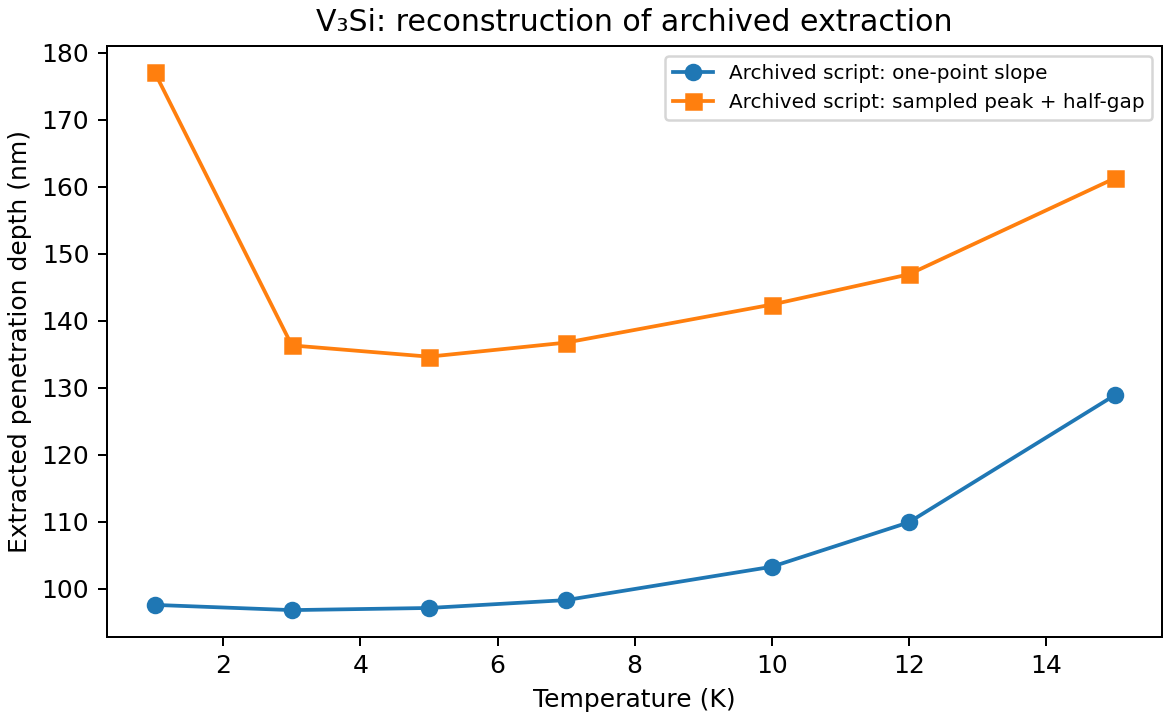 V₃Si: reconstruction of archived extraction
Archived script: one-point slope
Archived script: sampled peak + half-gap
Extracted penetration depth (nm)
180
170
160
150
140
130
120
110
100
2 4 6 8 10 12 14
Temperature (K)